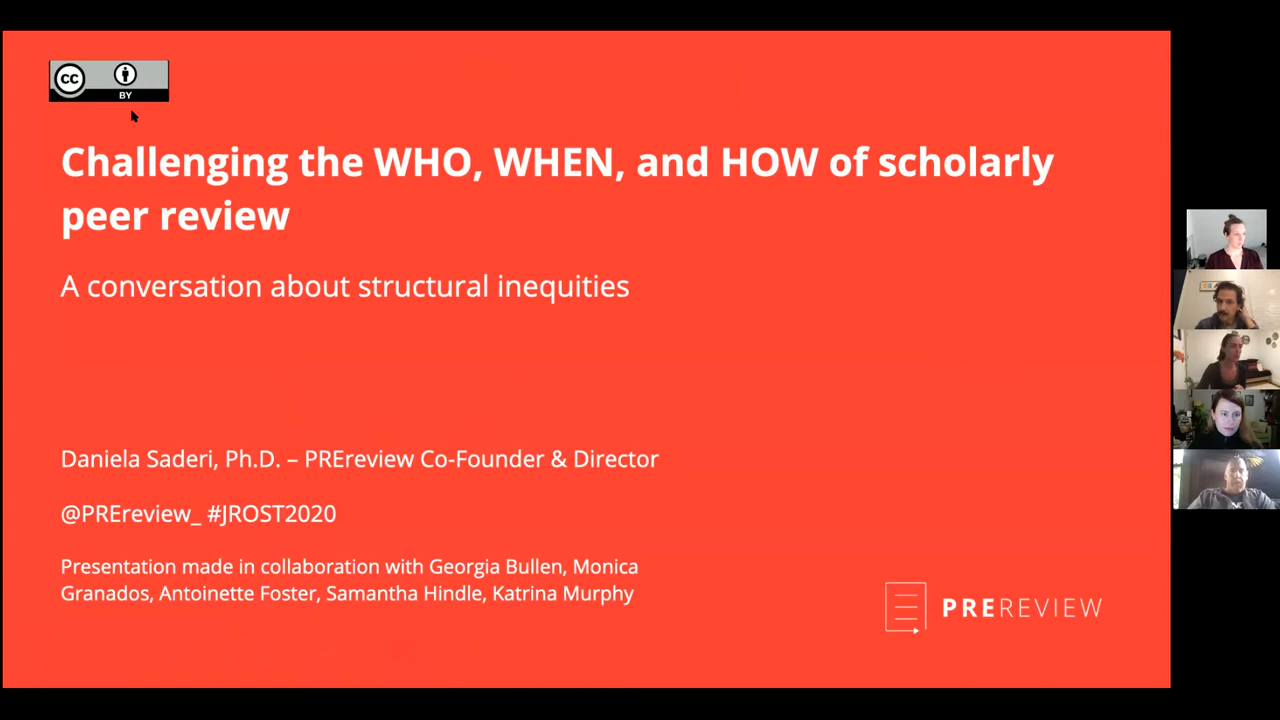 cc
BY
Challenging the WHO, WHEN, and HOW of scholarly
peer review
A conversation about structural inequities
Daniela Saderi, Ph.D. – PREreview Co-Founder & Director
@PREreview_ #JROST2020
Presentation made in collaboration with Georgia Bullen, Monica
Granados, Antoinette Foster, Samantha Hindle, Katrina Murphy
PREREVIEW